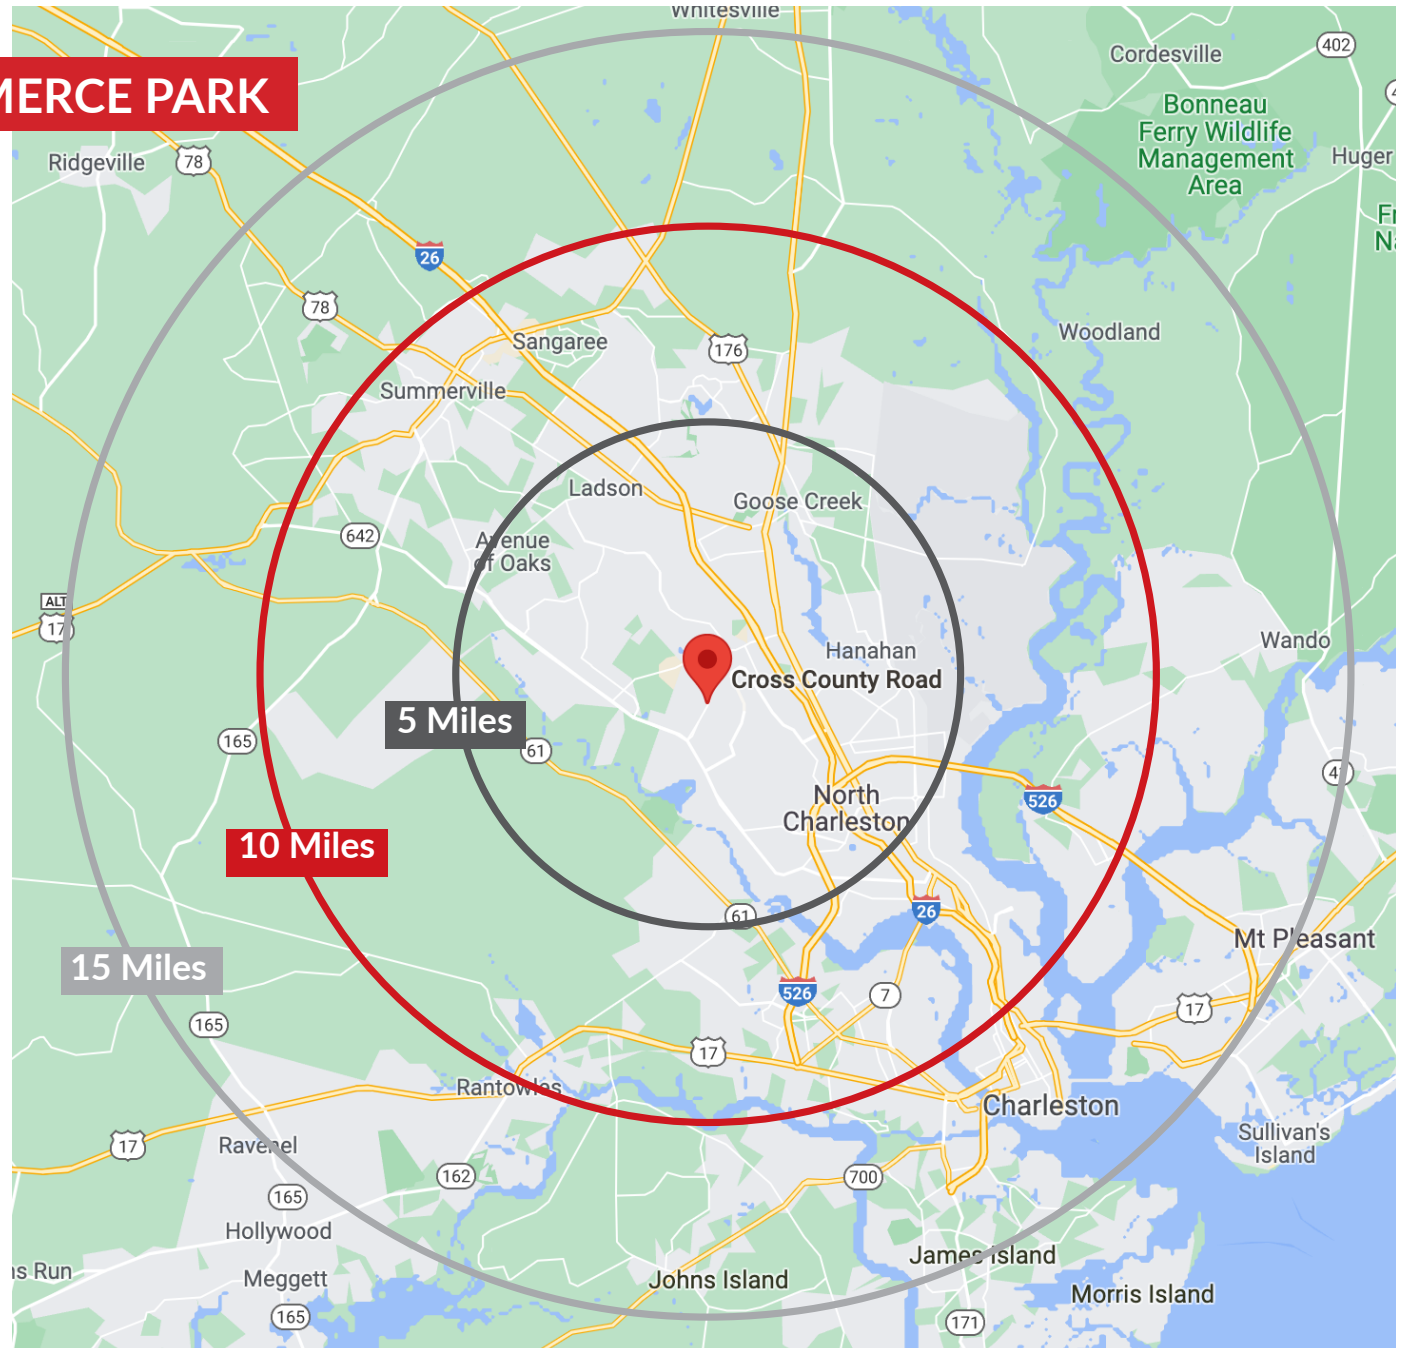 Whitesville
Cordesville
402
MERCE PARK
Bonneau
Ferry Wildlife
Management
Area
Huger
Ridgeville
78
26
78
Woodland
Sangaree
176
Summerville
Ladson
Goose Creek
642
Avenue
of Oaks
ALT
17
Hanahan
Wando
Cross County Road
5 Miles
165
61
526
North
Charleston
10 Miles
61
26
Mt Pleasant
15 Miles
526
7
17
165
17
Rantowles
Charleston
17
Ravenel
Sullivan's
Island
162
700
165
Hollywood
James Island
ns Run
Meggett
Johns Island
Morris Island
165
171